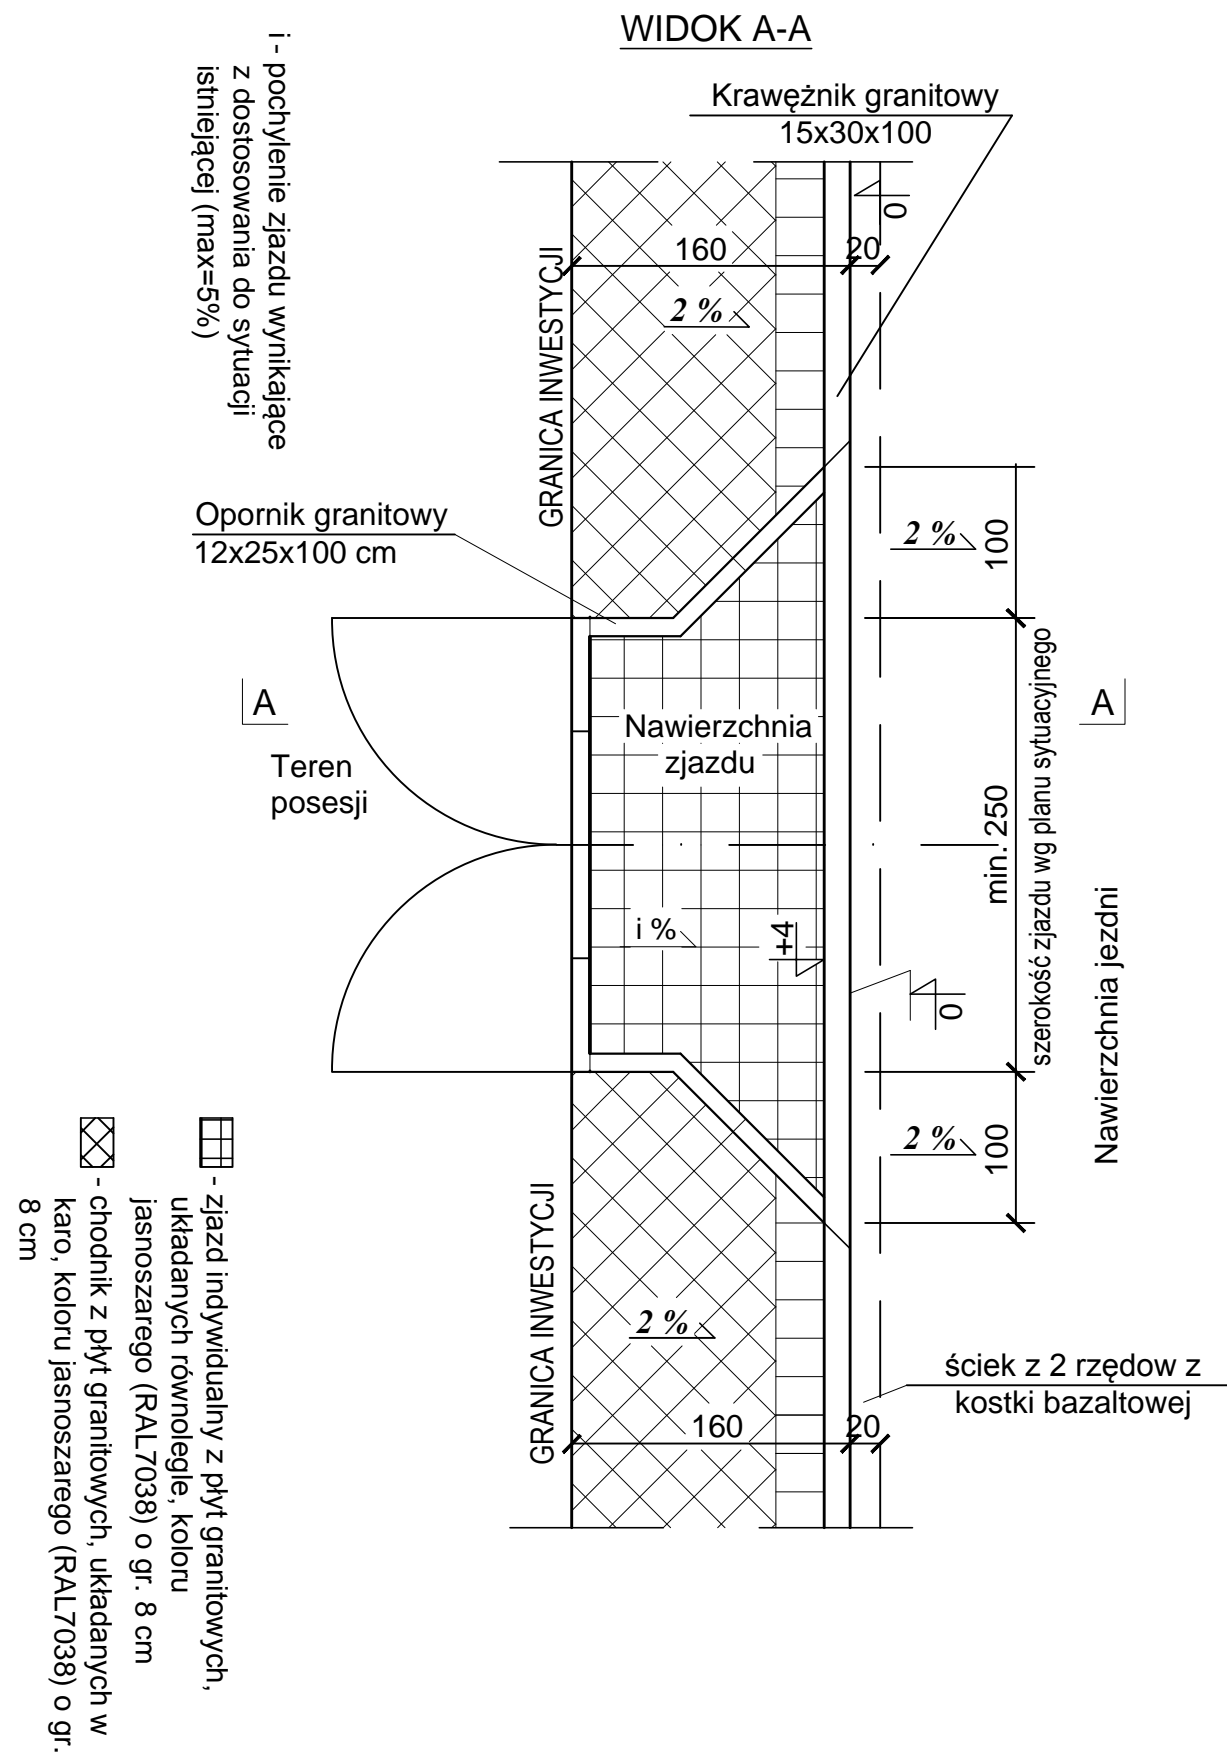 WIDOK A-A
Krawężnik granitowy
15x30x100
i - pochylenie zjazdu wynikające
z dostosowania do sytuacji
istniejącej (max=5%)
0
160
20
2 %
GRANICA INWESTYCJI
Opornik granitowy
12x25x100 cm
2 %
100
A
A
Nawierzchnia
zjazdu
Teren
posesji
min. 250
szerokość zjazdu wg planu sytuacyjnego
Nawierzchnia jezdni
i %
+4
0
2 %
100
GRANICA INWESTYCJI
2 %
160
20
ściek z 2 rzędow z
kostki bazaltowej
- zjazd indywidualny z płyt granitowych,
układanych równolegle, koloru
jasnoszarego (RAL7038) o gr. 8 cm
- chodnik z płyt granitowych, układanych w
karo, koloru jasnoszarego (RAL7038) o gr.
8 cm